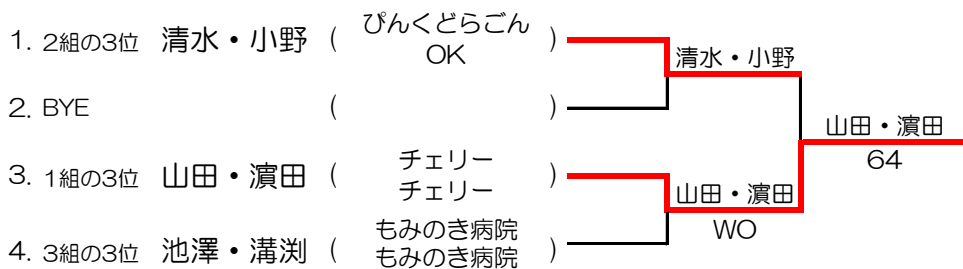 1. 2組の3位 清水・小野 ( ぴんくどらごん OK )
清水・小野
2. BYE ( )
山田・濵田
64
3. 1組の3位 山田・濵田 ( チェリー チェリー )
山田・濵田
WO
4. 3組の3位 池澤・溝渕 ( もみのき病院 もみのき病院 )